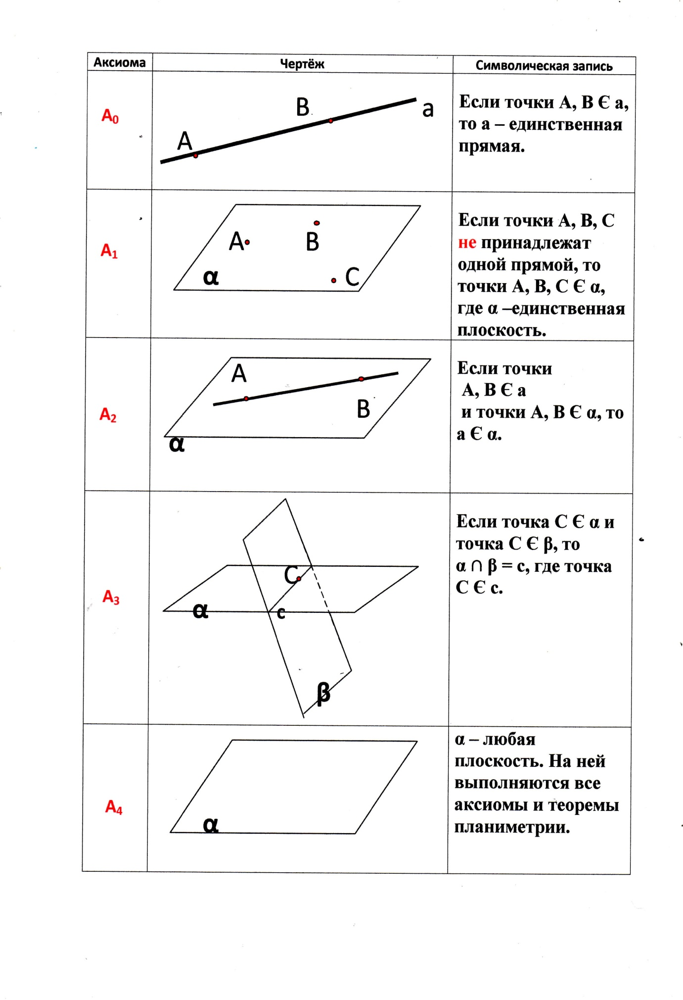 Аксиома Чертёж Символическая запись
A₀
A
B
a
Если точки А, В Є а,
то а – единственная
прямая.
A₁
A
B
C
α
Если точки А, В, С
не принадлежат
одной прямой, то
точки А, В, С Є α,
где α –единственная
плоскость.
A₂
A
B
α
Если точки
А, В Є а
и точки А, В Є α, то
а Є α.
A₃
C
α
c
β
Если точка С Є α и
точка С Є β, то
α ∩ β = с, где точка
С Є с.
A₄
α
α – любая
плоскость. На ней
выполняются все
аксиомы и теоремы
планиметрии.